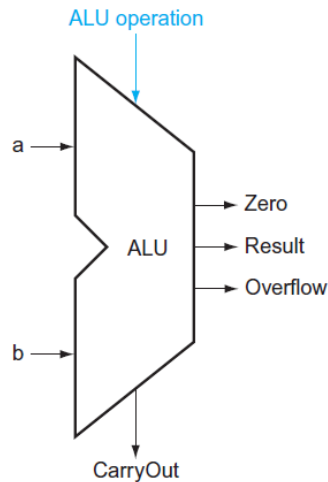 ALU operation
a
Zero
ALU
Result
Overflow
b
CarryOut